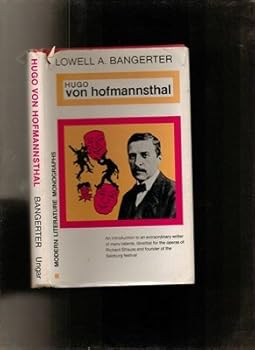 LOWELL A. BANGERTER
HUGO
von hofmannsthal
An introduction to an extraordinary writer
of many talents, librettist for the operas of
Richard Strauss and founder of the
Salzburg festival
MODERN LITERATURE MONOGRAPHS
HUGO VON HOFMANNSTHAL
BANGERTER
Ungar